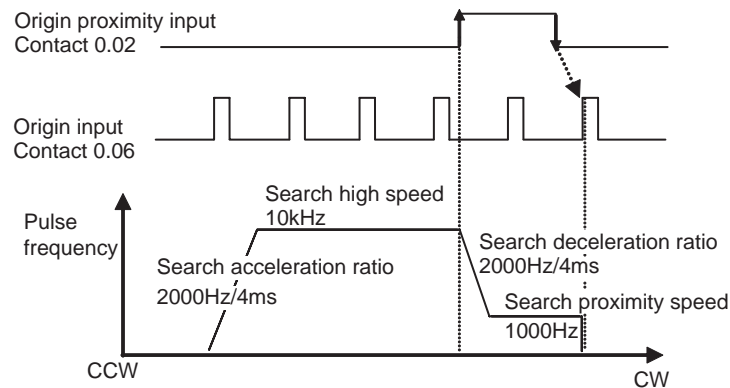 Origin proximity input
Contact 0.02
Origin input
Contact 0.06
Search high speed
10kHz
Pulse
frequency
Search deceleration ratio
2000Hz/4ms
Search acceleration ratio
2000Hz/4ms
Search proximity speed
1000Hz
CCW
CW